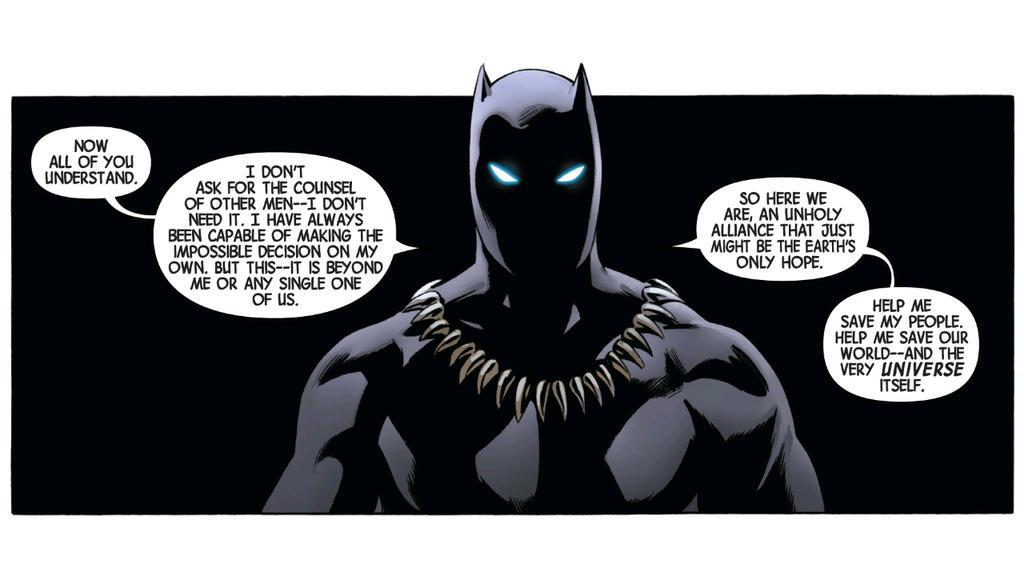 NOW
ALL OF YOU
UNDERSTAND.
I DON'T
ASK FOR THE COUNSEL
OF OTHER MEN--I DON'T
NEED IT. I HAVE ALWAYS
BEEN CAPABLE OF MAKING THE
IMPOSSIBLE DECISION ON MY
OWN. BUT THIS--IT IS BEYOND
ME OR ANY SINGLE ONE
OF US.
SO HERE WE
ARE, AN UNHOLY
ALLIANCE THAT JUST
MIGHT BE THE EARTH'S
ONLY HOPE.
HELP ME
SAVE MY PEOPLE.
HELP ME SAVE OUR
WORLD--AND THE
VERY UNIVERSE
ITSELF.